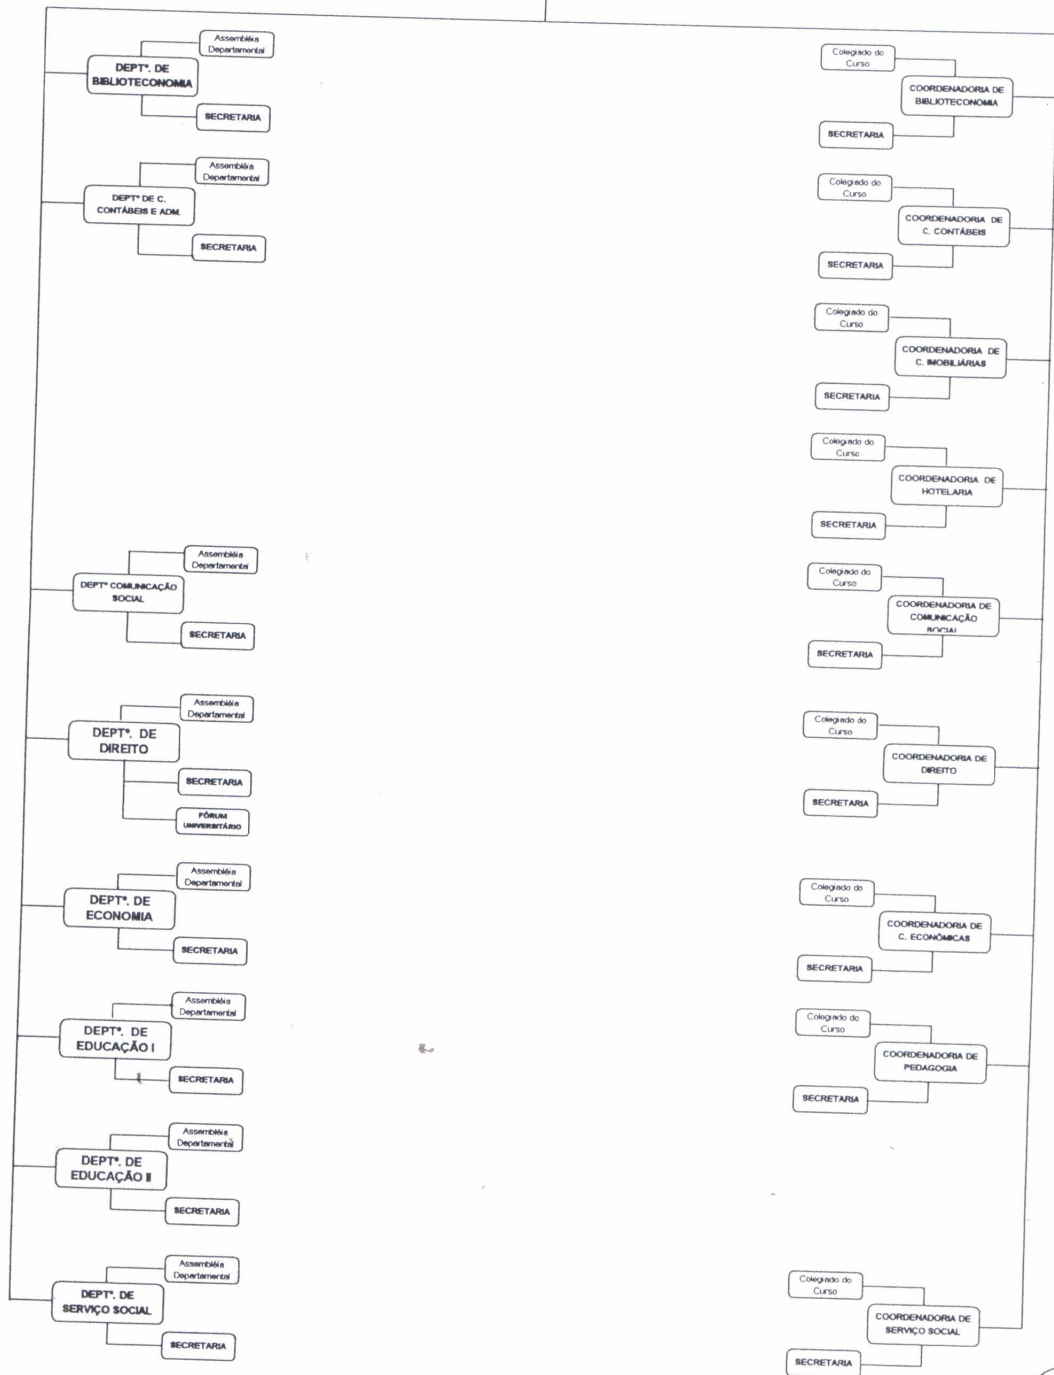 Assembléia
Departamental
DEPTº. DE
BIBLIOTECONOMIA
SECRETARIA
Assembléia
Departamental
DEPTº DE C.
CONTÁBEIS E ADM.
SECRETARIA
Assembléia
Departamental
DEPTº COMUNICAÇÃO
SOCIAL
SECRETARIA
Assembléia
Departamental
DEPTº. DE
DIREITO
SECRETARIA
FÓRUM
UNIVERSITÁRIO
Assembléia
Departamental
DEPTº. DE
ECONOMIA
SECRETARIA
Assembléia
Departamental
DEPTº. DE
EDUCAÇÃO I
SECRETARIA
Assembléia
Departamental
DEPTº. DE
EDUCAÇÃO II
SECRETARIA
Assembléia
Departamental
DEPTº. DE
SERVIÇO SOCIAL
SECRETARIA
Colegiado do
Curso
COORDENADORIA DE
BIBLIOTECONOMIA
SECRETARIA
Colegiado do
Curso
COORDENADORIA DE
C. CONTÁBEIS
SECRETARIA
Colegiado do
Curso
COORDENADORIA DE
C. IMOBILIÁRIAS
SECRETARIA
Colegiado do
Curso
COORDENADORIA DE
HOTELARIA
SECRETARIA
Colegiado do
Curso
COORDENADORIA DE
COMUNICAÇÃO
SOCIAL
SECRETARIA
Colegiado do
Curso
COORDENADORIA DE
DIREITO
SECRETARIA
Colegiado do
Curso
COORDENADORIA DE
C. ECONÔMICAS
SECRETARIA
Colegiado do
Curso
COORDENADORIA DE
PEDAGOGIA
SECRETARIA
Colegiado do
Curso
COORDENADORIA DE
SERVIÇO SOCIAL
SECRETARIA